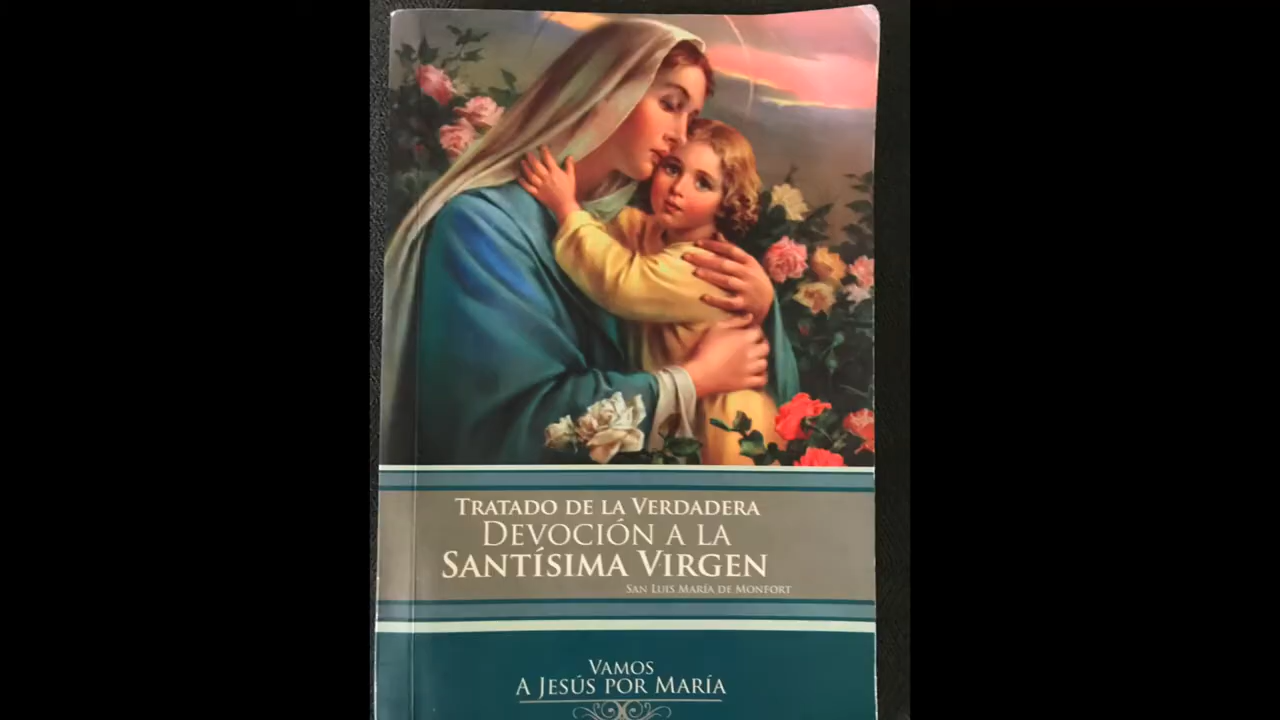 Tratado de la Verdadera
Devoción a la
Santísima Virgen
San Luis María de Monfort
Vamos
a Jesús por María